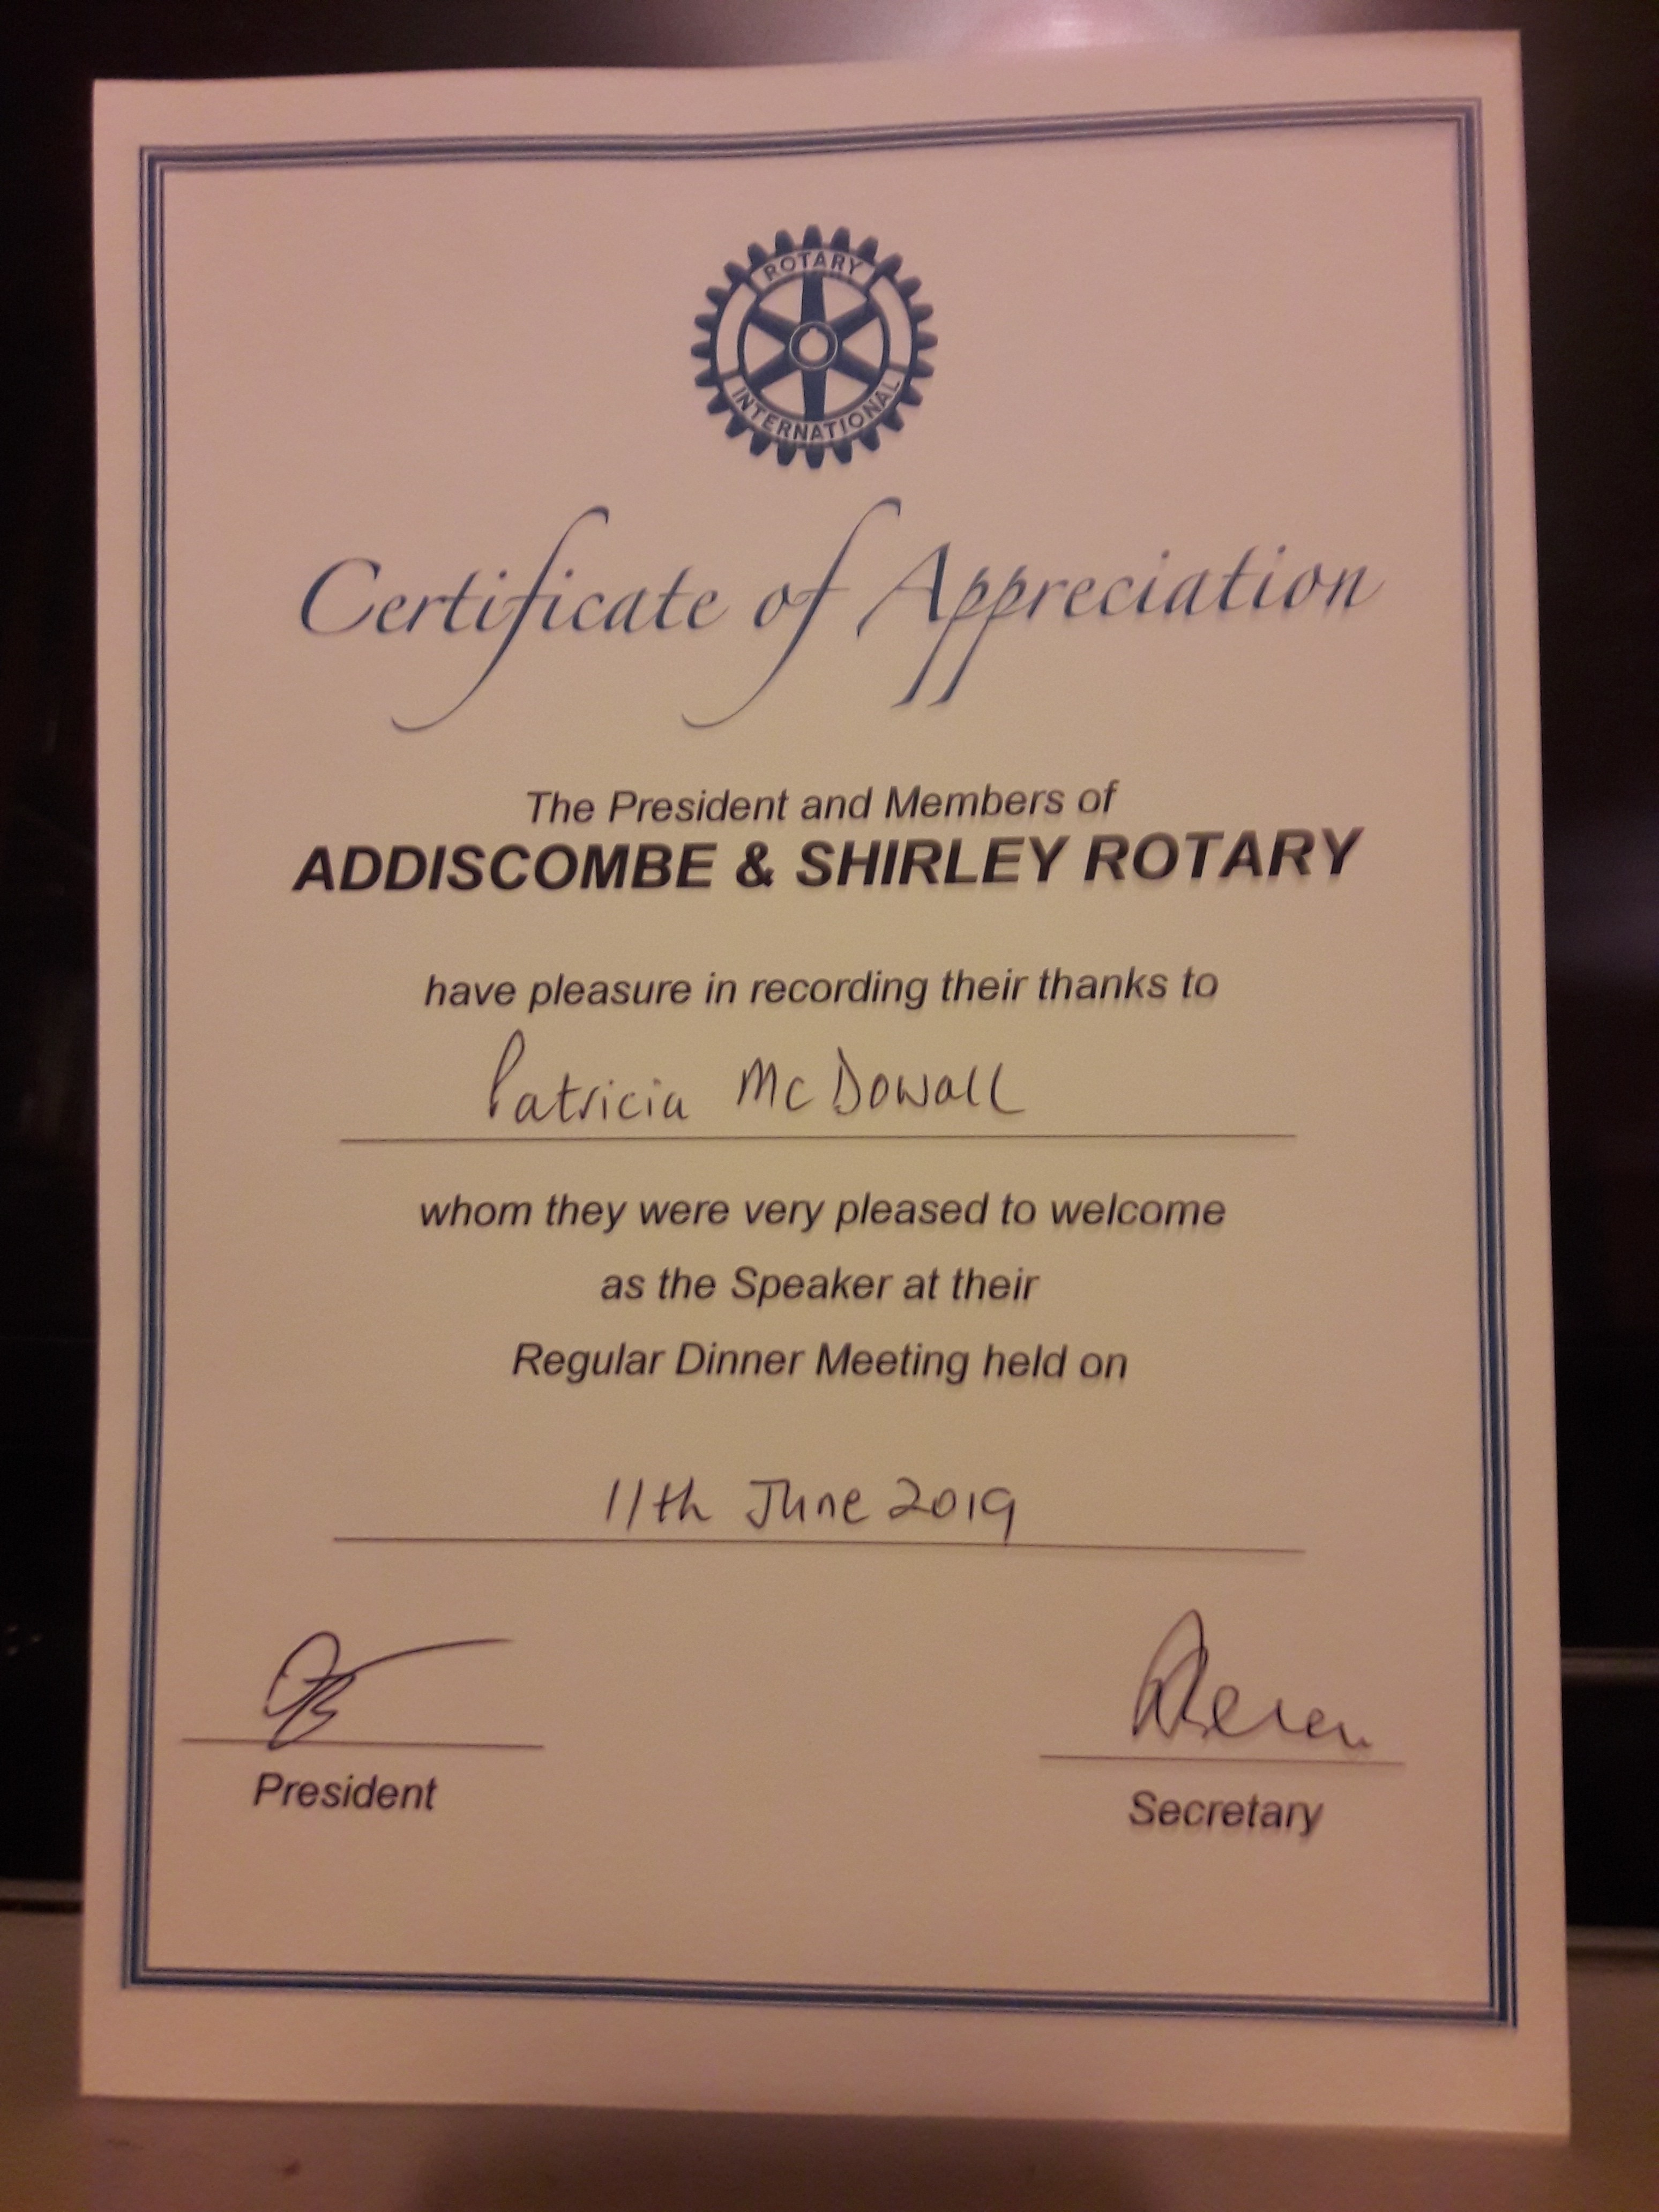 ROTARY
INTERNATIONAL
Certificate of Appreciation
The President and Members of
ADDISCOMBE & SHIRLEY ROTARY
have pleasure in recording their thanks to
Patricia McDowall
whom they were very pleased to welcome
as the Speaker at their
Regular Dinner Meeting held on
11th June 2019
President
Secretary